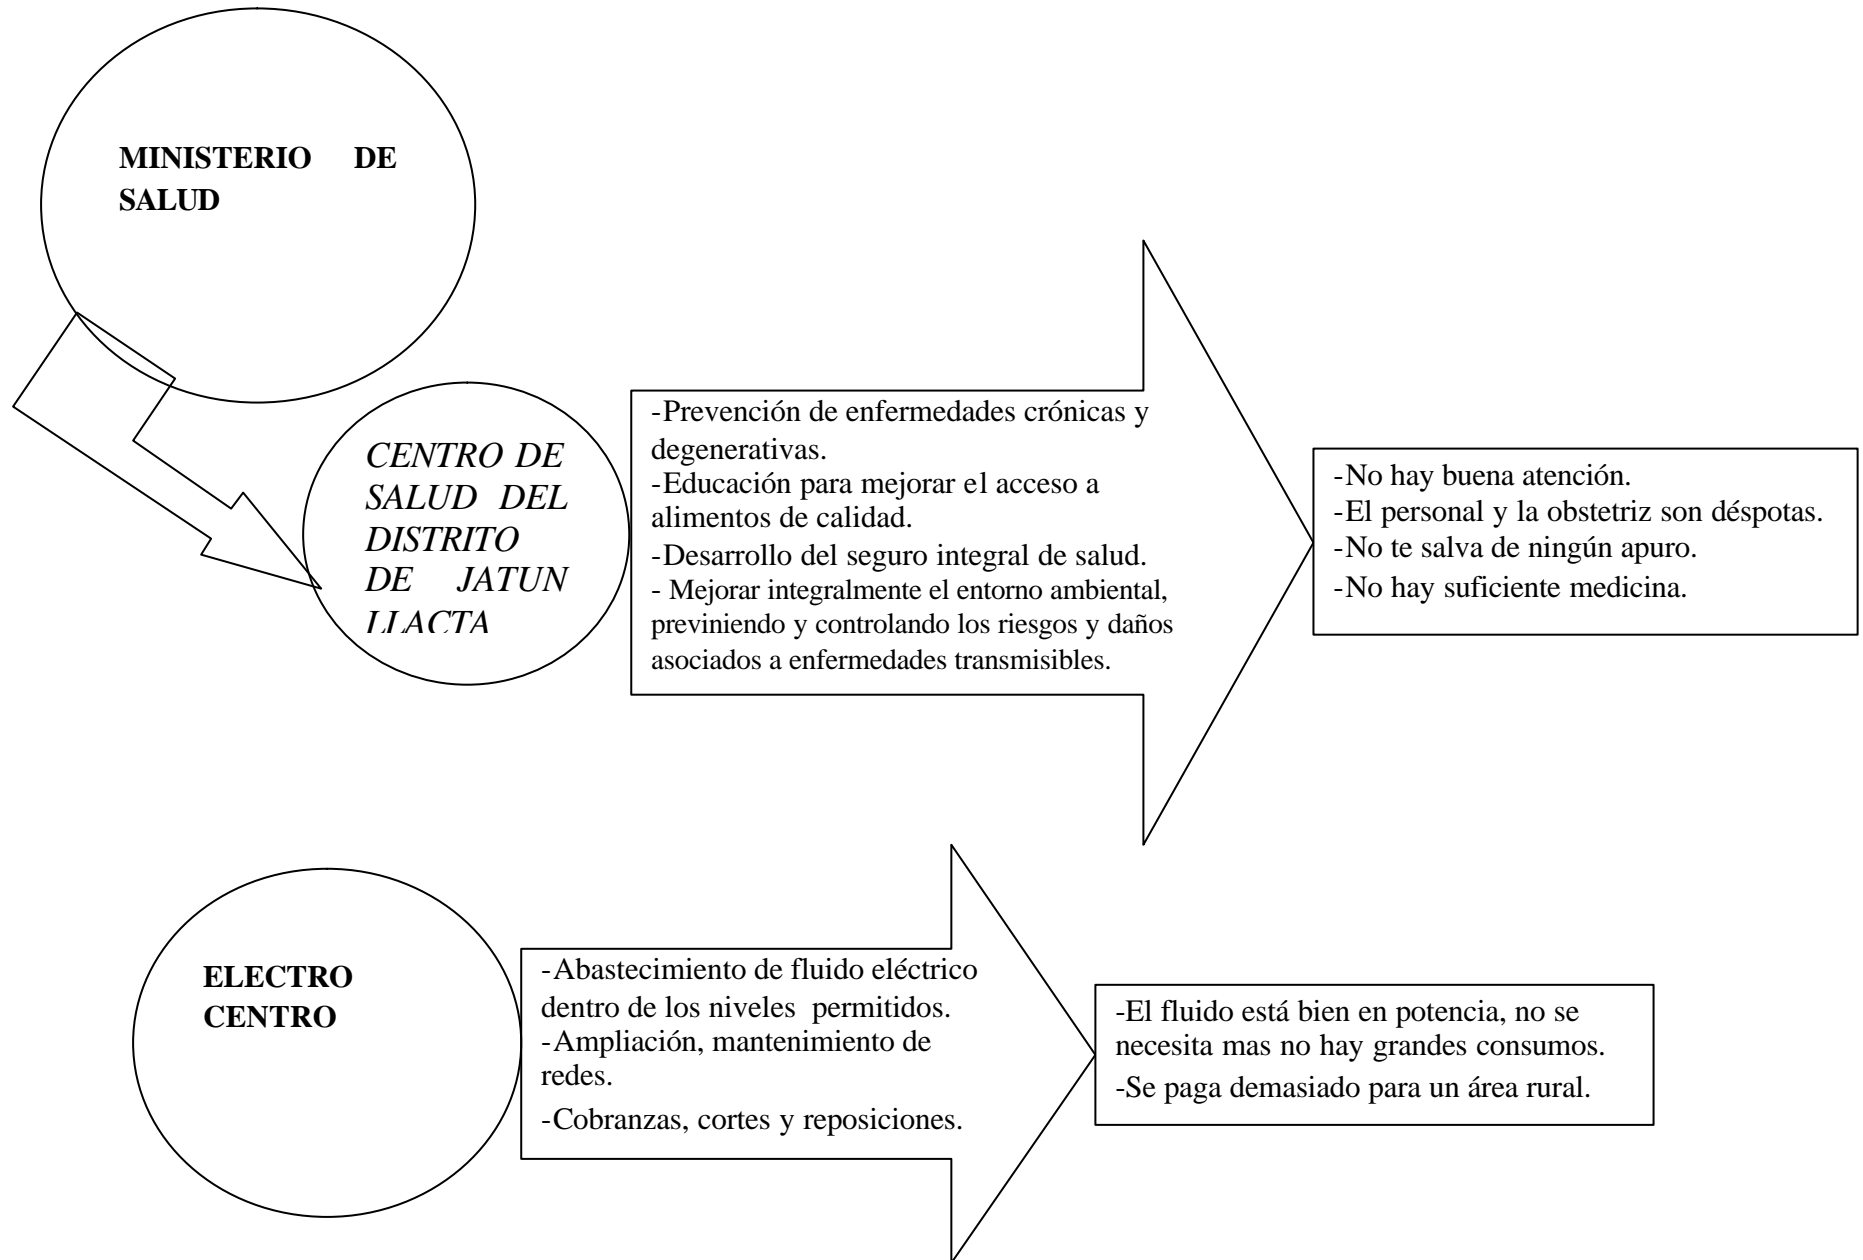 MINISTERIO DE
SALUD
CENTRO DE
SALUD DEL
DISTRITO
DE JATUN
LLACTA
-Prevención de enfermedades crónicas y
degenerativas.
-Educación para mejorar el acceso a
alimentos de calidad.
-Desarrollo del seguro integral de salud.
- Mejorar integralmente el entorno ambiental,
previniendo y controlando los riesgos y daños
asociados a enfermedades transmisibles.
-No hay buena atención.
-El personal y la obstetriz son déspotas.
-No te salva de ningún apuro.
-No hay suficiente medicina.
ELECTRO
CENTRO
-Abastecimiento de fluido eléctrico
dentro de los niveles permitidos.
-Ampliación, mantenimiento de
redes.
-Cobranzas, cortes y reposiciones.
-El fluido está bien en potencia, no se
necesita mas no hay grandes consumos.
-Se paga demasiado para un área rural.